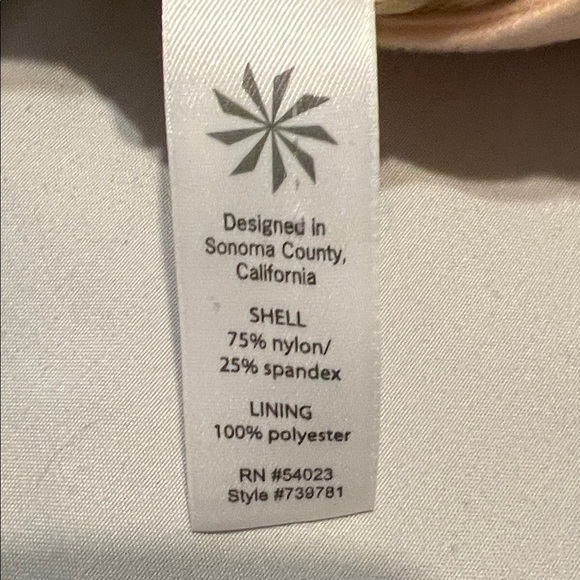 Designed in
Sonoma County,
California
SHELL
75% nylon/
25% spandex
LINING
100% polyester
RN #54023
Style #739781